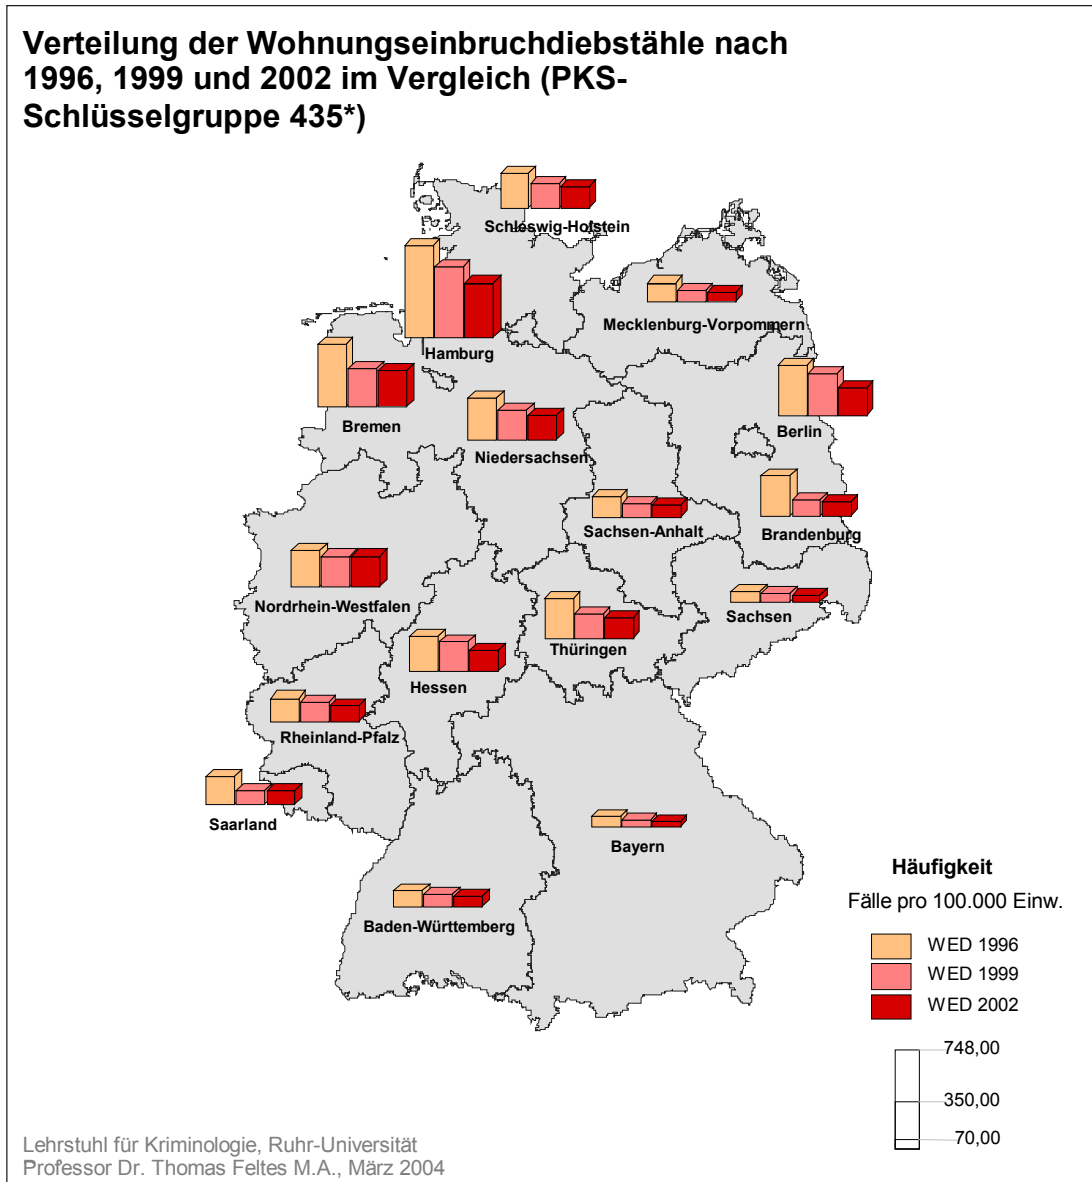 Verteilung der Wohnungseinbruchdiebstähle nach
1996, 1999 und 2002 im Vergleich (PKS-
Schlüsselgruppe 435*)
Schleswig-Holstein
Mecklenburg-Vorpommern
Hamburg
Bremen
Berlin
Niedersachsen
Sachsen-Anhalt
Brandenburg
Nordrhein-Westfalen
Sachsen
Thüringen
Hessen
Rheinland-Pfalz
Saarland
Bayern
Baden-Württemberg
Häufigkeit
Fälle pro 100.000 Einw.
WED 1996
WED 1999
WED 2002
748,00
350,00
70,00
Lehrstuhl für Kriminologie, Ruhr-Universität
Professor Dr. Thomas Feltes M.A., März 2004